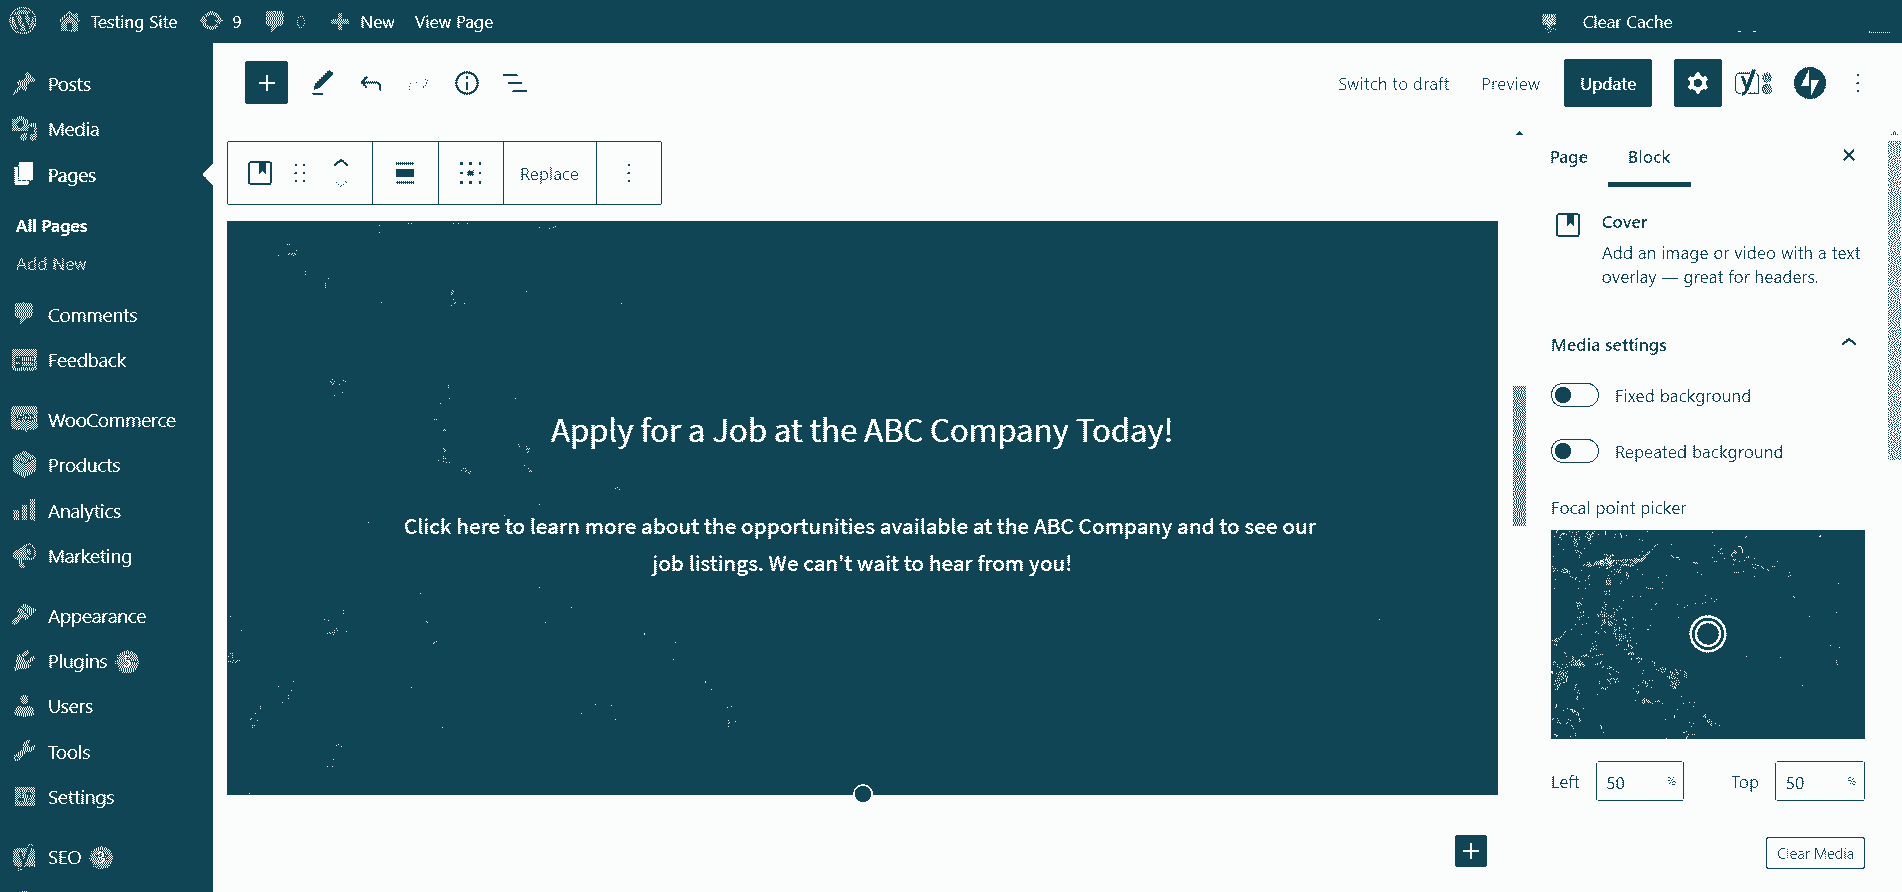 Testing Site 9 0 New View Page Clear Cache
Posts
Media
Pages
All Pages
Add New
Comments
Feedback
WooCommerce
Products
Analytics
Marketing
Appearance
Plugins 5
Users
Tools
Settings
SEO
Switch to draft Preview Update
Replace
Apply for a Job at the ABC Company Today!
Click here to learn more about the opportunities available at the ABC Company and to see our
job listings. We can't wait to hear from you!
Page Block
Cover
Add an image or video with a text
overlay — great for headers.
Media settings
Fixed background
Repeated background
Focal point picker
Left 50 % Top 50 %
Clear Media